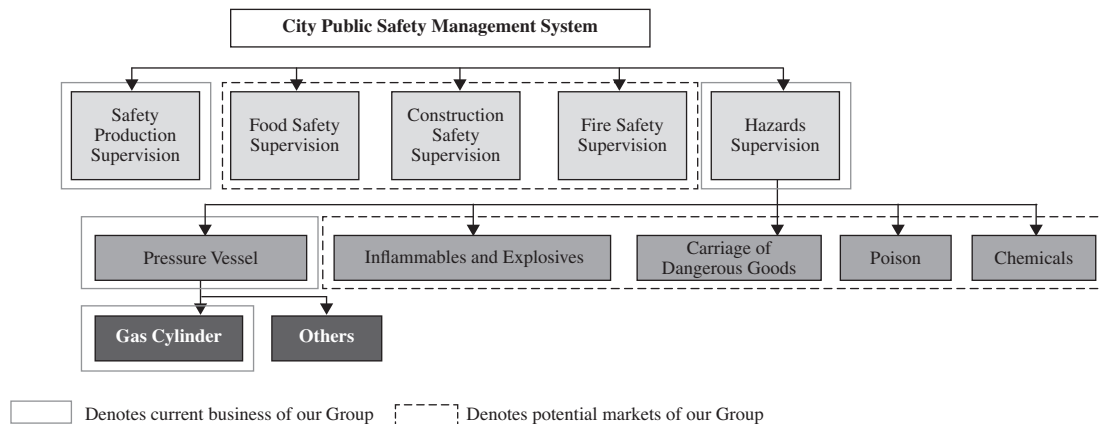 City Public Safety Management System
Safety
Production
Supervision
Food Safety
Supervision
Construction
Safety
Supervision
Fire Safety
Supervision
Hazards
Supervision
Pressure Vessel
Inflammables and Explosives
Carriage of
Dangerous Goods
Poison
Chemicals
Gas Cylinder
Others
Denotes current business of our Group
Denotes potential markets of our Group